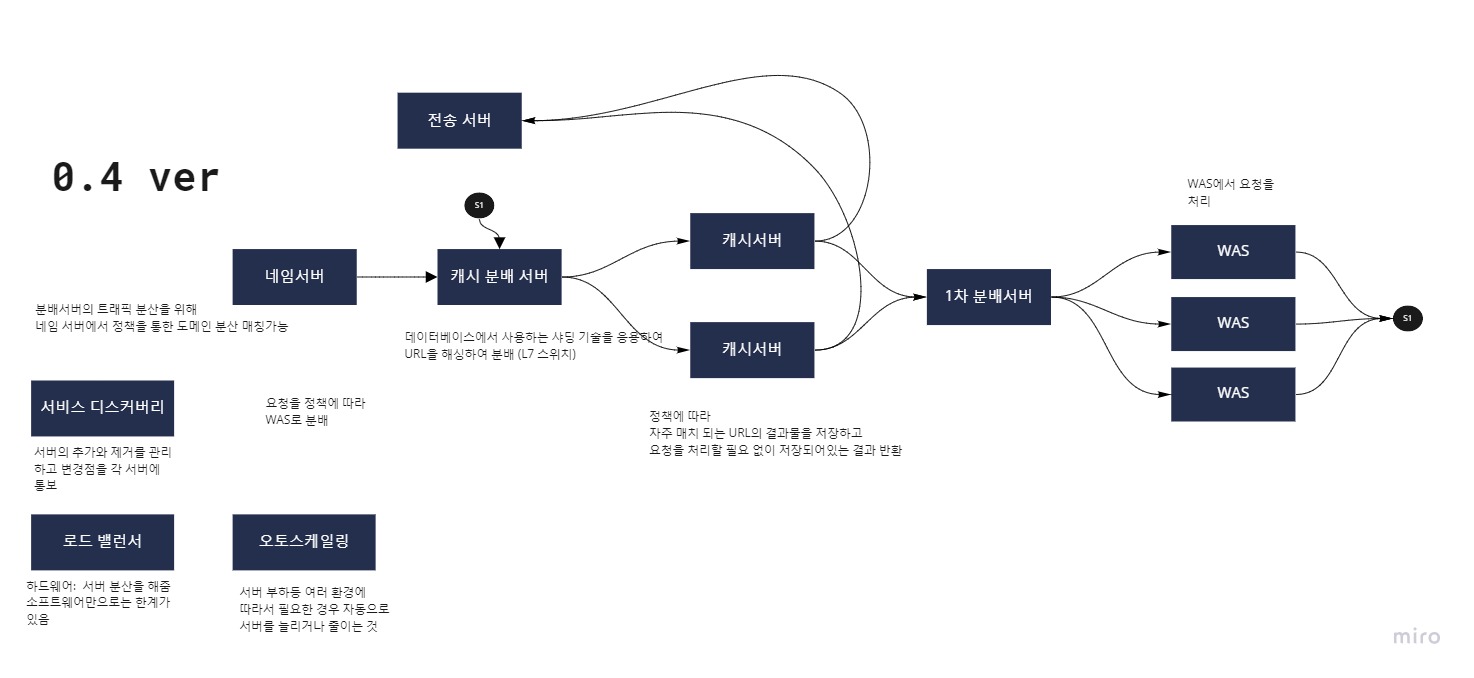 전송 서버
0.4 ver
WAS에서 요청을
처리
S1
캐시서버
WAS
네임서버
캐시 분배 서버
1차 분배서버
분배서버의 트래픽 분산을 위해
네임 서버에서 정책을 통한 도메인 분산 매칭가능
데이터베이스에서 사용하는 샤딩 기술을 응용하여
URL을 해싱하여 분배 (L7 스위치)
캐시서버
WAS
S1
WAS
서비스 디스커버리
서버의 추가와 제거를 관리
하고 변경점을 각 서버에
통보
요청을 정책에 따라
WAS로 분배
정책에 따라
자주 매치 되는 URL의 결과물을 저장하고
요청을 처리할 필요 없이 저장되어있는 결과 반환
로드 밸런서
하드웨어: 서버 분산을 해줌
소프트웨어만으로는 한계가
있음
오토스케일링
서버 부하등 여러 환경에
따라서 필요한 경우 자동으로
서버를 늘리거나 줄이는 것
miro